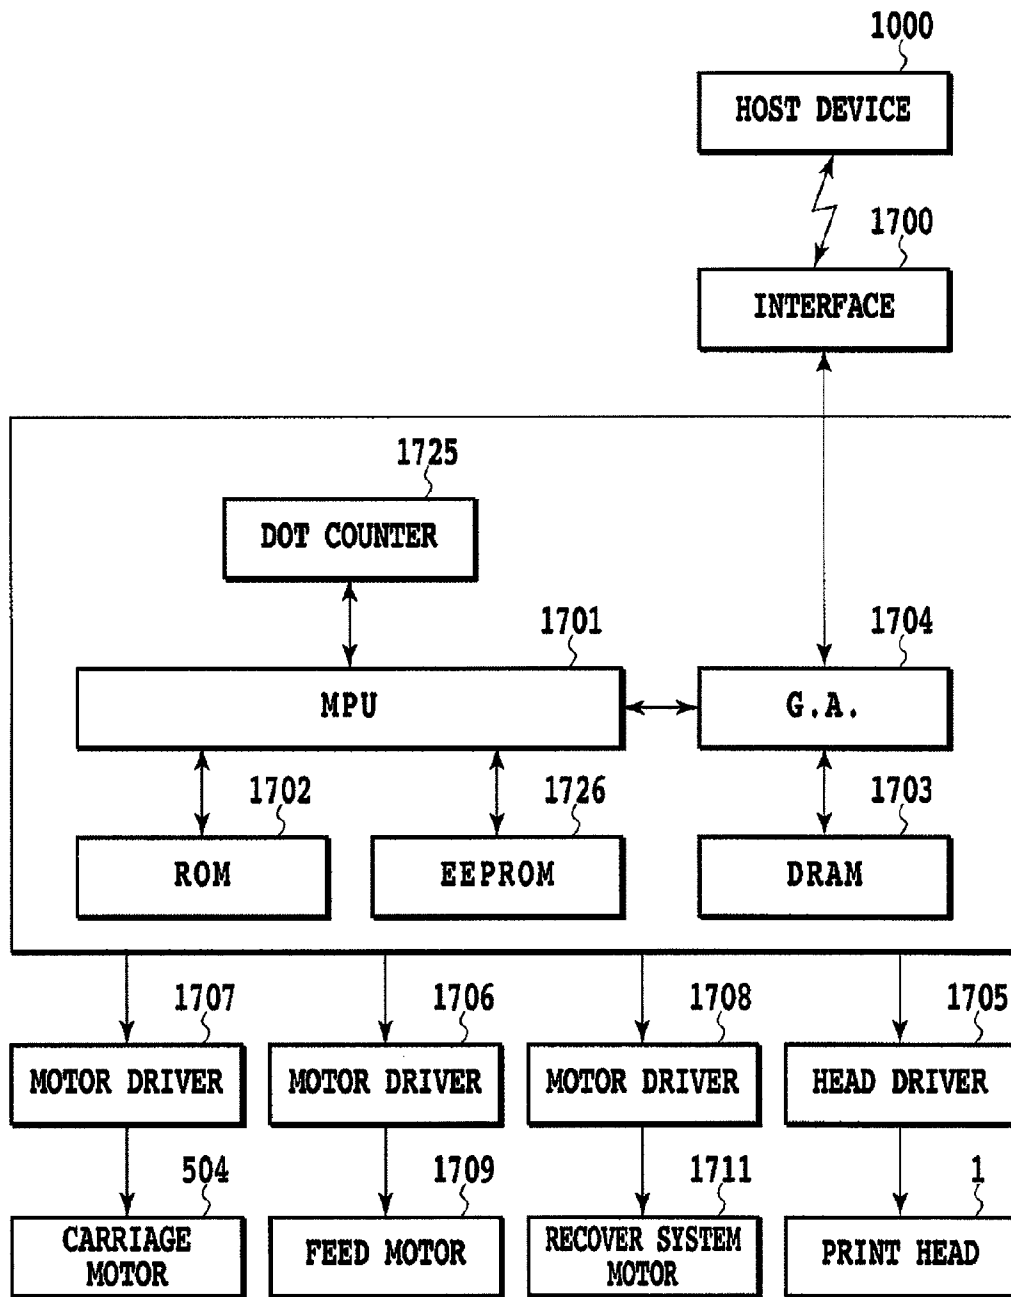 1000
HOST DEVICE
1700
INTERFACE
1725
DOT COUNTER
1701
MPU
1704
G.A.
1702
ROM
1726
EEPROM
1703
DRAM
1707
MOTOR DRIVER
1706
MOTOR DRIVER
1708
MOTOR DRIVER
1705
HEAD DRIVER
504
CARRIAGE
MOTOR
1709
FEED MOTOR
1711
RECOVER SYSTEM
MOTOR
1
PRINT HEAD